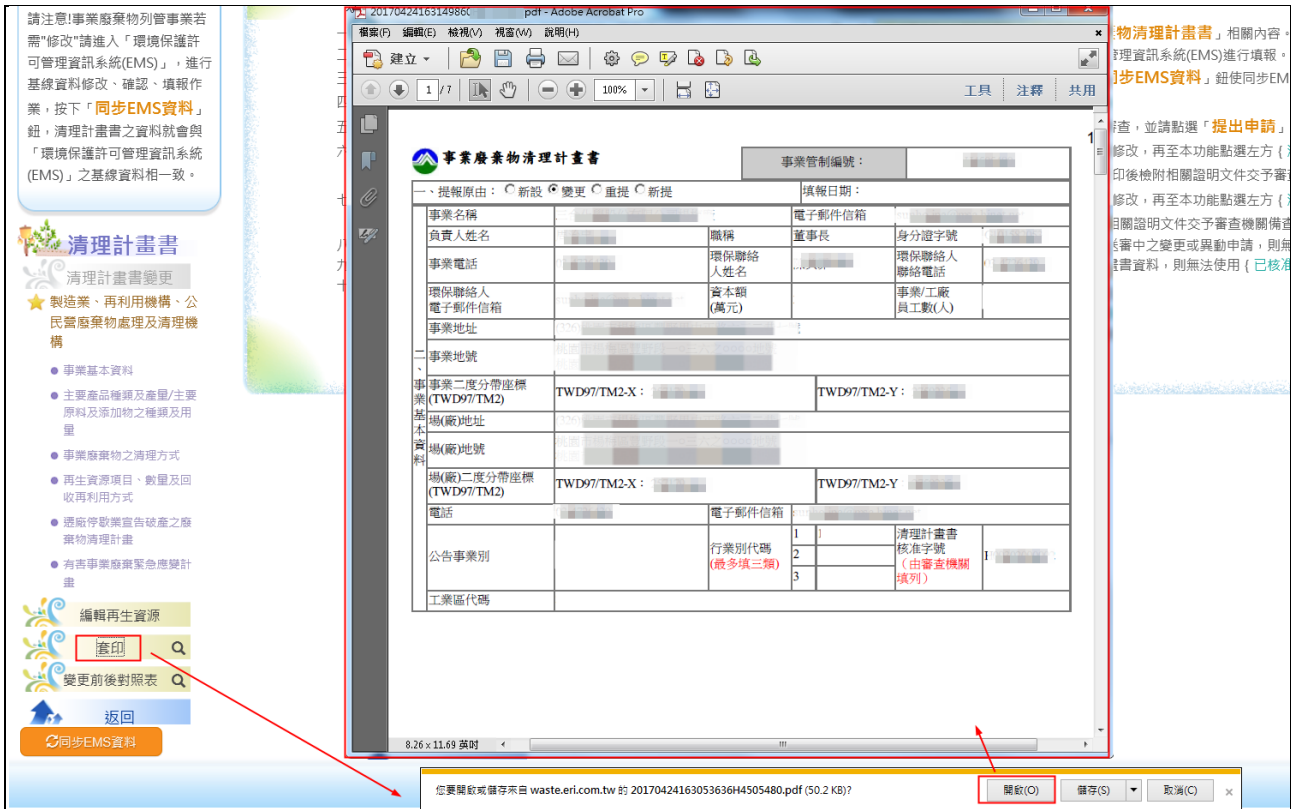 請注意!事業廢棄物列管事業若
需"修改"請進入「環境保護許
可管理資訊系統(EMS)」，進行
基線資料修改、確認、填報作
業，按下「同步EMS資料」
鈕，清理計畫書之資料就會與
「環境保護許可管理資訊系統
(EMS)」之基線資料相一致。
清理計畫書
清理計畫書變更
製造業、再利用機構、公
民營廢棄物處理及清理機
構
事業基本資料
主要產品種類及產量/主要
原料及添加物之種類及用
量
事業廢棄物之清理方式
再生資源項目、數量及回
收再利用方式
遷廠停歇業宣告破產之廢
棄物清理計畫
有害事業廢棄緊急應變計
畫
編輯再生資源
套印
變更前後對照表
返回
同步EMS資料
一
二
三
四
五
六
七
八
九
十
20170424163149860 pdf - Adobe Acrobat Pro
檔案(F) 編輯(E) 檢視(V) 視窗(W) 說明(H)
建立
1 / 7 100% 工具 注釋 共用
1
事業廢棄物清理計畫書 事業管制編號：
一、提報原由： 新設 變更 重提 新提 填報日期：
二、事業基本資料
事業名稱 電子郵件信箱
負責人姓名 職稱 董事長 身分證字號
事業電話 環保聯絡人姓名 環保聯絡人聯絡電話
環保聯絡人電子郵件信箱 資本額(萬元) 事業/工廠員工數(人)
事業地址
事業地號
事業二度分帶座標(TWD97/TM2) TWD97/TM2-X： TWD97/TM2-Y：
場(廠)地址
場(廠)地號
場(廠)二度分帶座標(TWD97/TM2) TWD97/TM2-X： TWD97/TM2-Y
電話 電子郵件信箱
公告事業別 行業別代碼(最多填三類) 1 2 3 清理計畫書核准字號（由審查機關填列）
工業區代碼
8.26 x 11.69 英吋
物清理計畫書」相關內容。
管理資訊系統(EMS)進行填報。
步EMS資料」鈕使同步EM
審查，並請點選「提出申請」
修改，再至本功能點選左方 {
印後檢附相關證明文件交予審
修改，再至本功能點選左方 {
相關證明文件交予審查機關備查
送審中之變更或異動申請，則無
畫書資料，則無法使用 { 已核准
您要開啟或儲存來自 waste.eri.com.tw 的 20170424163053636H4505480.pdf (50.2 KB)?
開啟(O) 儲存(S) 取消(C)